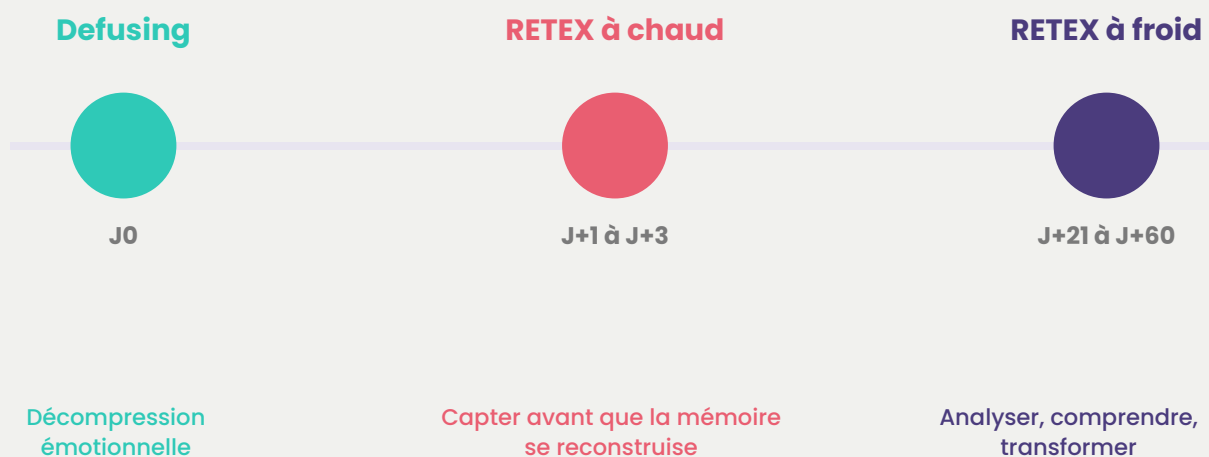 Defusing
RETEX à chaud
RETEX à froid
J0
J+1 à J+3
J+21 à J+60
Décompression
émotionnelle
Capter avant que la mémoire
se reconstruise
Analyser, comprendre,
transformer